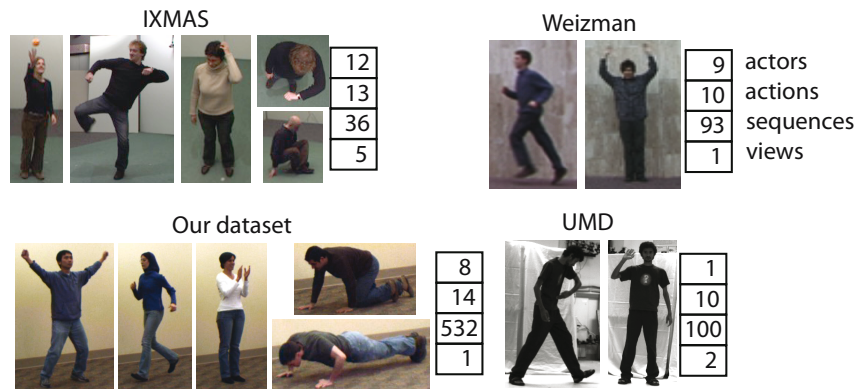 IXMAS
12
13
36
5
Weizman
9 actors
10 actions
93 sequences
1 views
Our dataset
8
14
532
1
UMD
1
10
100
2